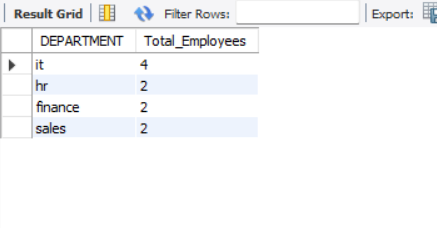 Result Grid Filter Rows: Export:
DEPARTMENT Total_Employees
it 4
hr 2
finance 2
sales 2